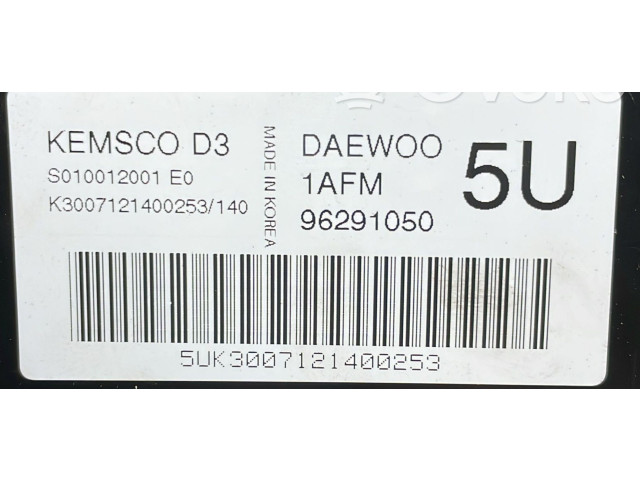 KEMSCO D3
S010012001 E0
K3007121400253/140
MADE IN KOREA
DAEWOO
1AFM
96291050
5U
5UK3007121400253